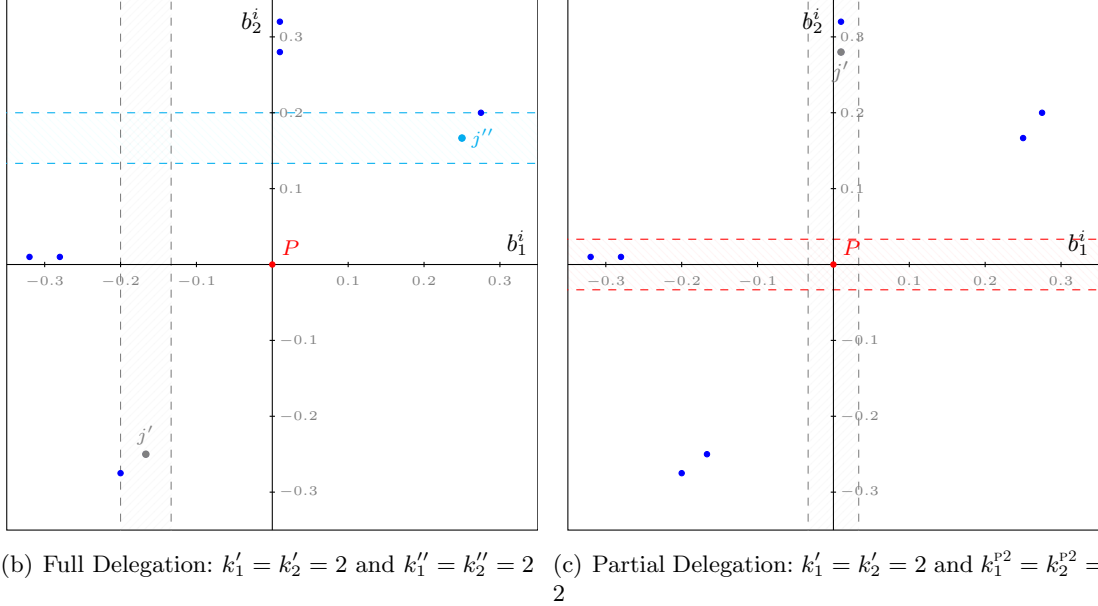 b_2^i
0.3
0.2
j''
0.1
P
b_1^i
−0.3 −0.2 −0.1 0.1 0.2 0.3
−0.1
−0.2
j'
−0.3
b_2^i
0.3
j'
0.2
0.1
P
b_1^i
−0.3 −0.2 −0.1 0.1 0.2 0.3
−0.1
−0.2
−0.3
(b) Full Delegation: k'_1 = k'_2 = 2 and k''_1 = k''_2 = 2
(c) Partial Delegation: k'_1 = k'_2 = 2 and k_1^{P2} = k_2^{P2} =
2